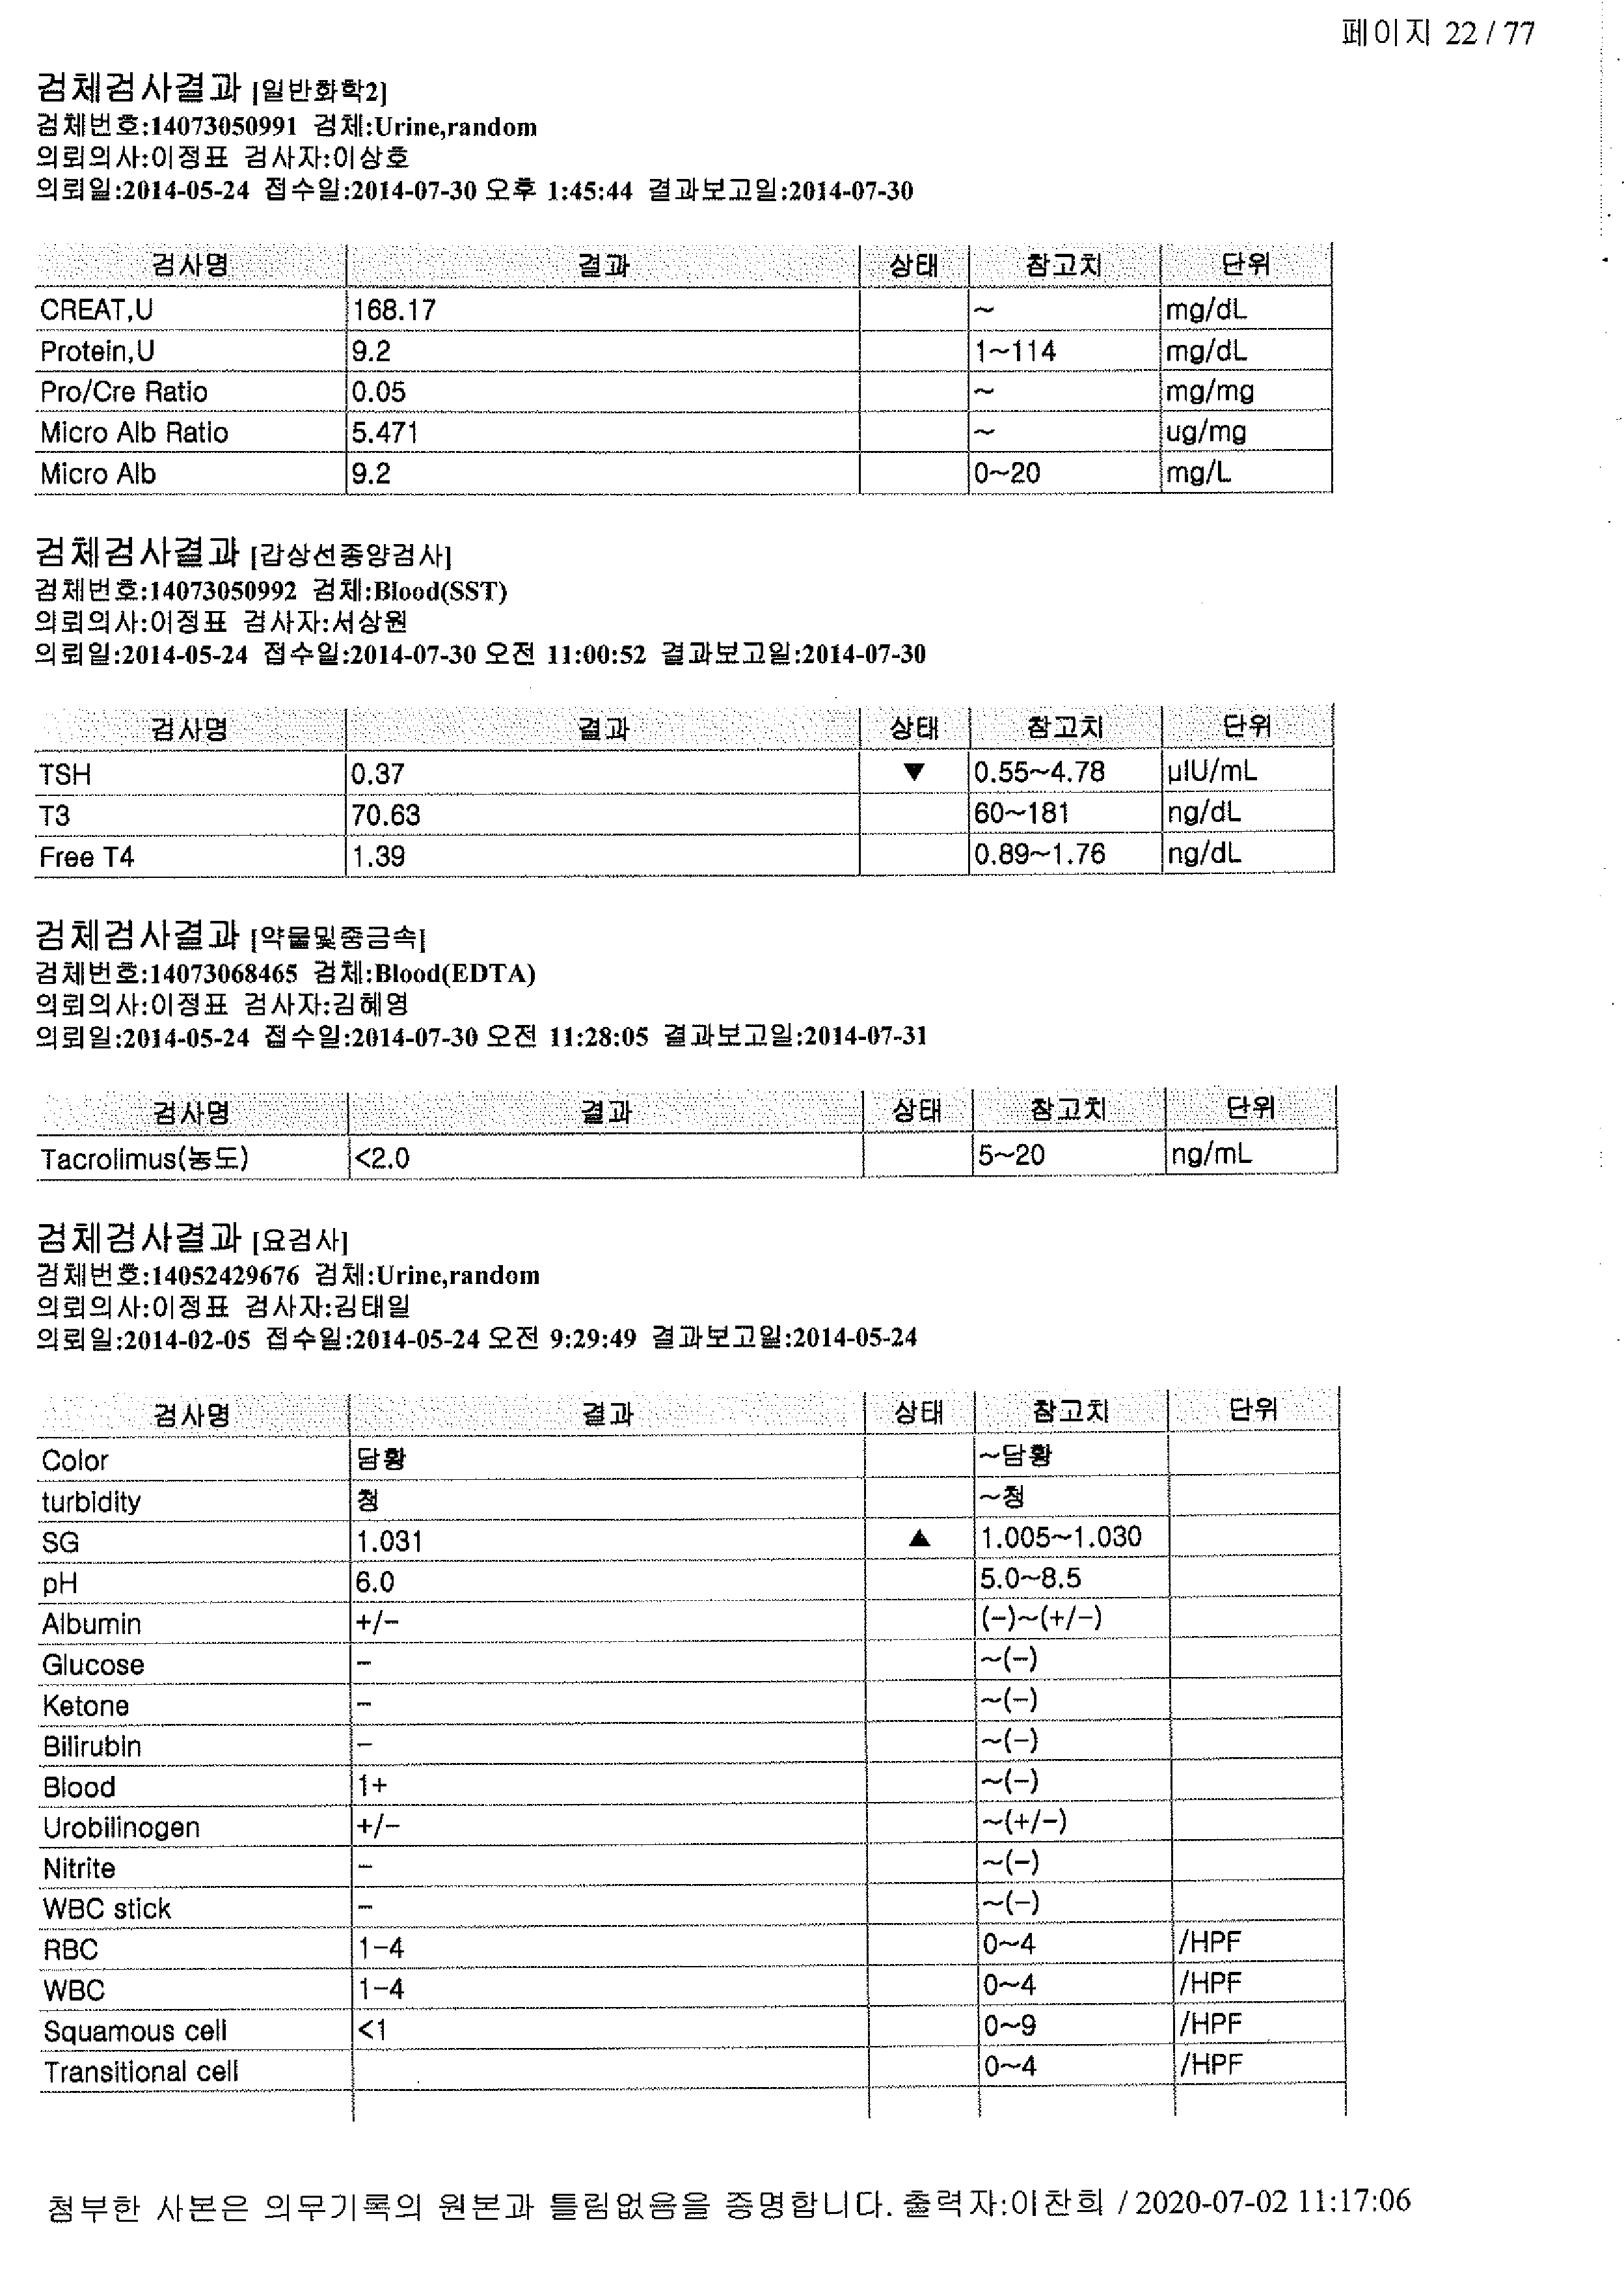 페이지 22 / 77
검체검사결과 [일반화학2]
검체번호:14073050991 검체:Urine,random
의뢰의사:이정표 검사자:이상호
의뢰일:2014-05-24 접수일:2014-07-30 오후 1:45:44 결과보고일:2014-07-30
검사명 결과 상태 참고치 단위
CREAT,U 168.17 ~ mg/dL
Protein,U 9.2 1~114 mg/dL
Pro/Cre Ratio 0.05 ~ mg/mg
Micro Alb Ratio 5.471 ~ ug/mg
Micro Alb 9.2 0~20 mg/L
검체검사결과 [갑상선종양검사]
검체번호:14073050992 검체:Blood(SST)
의뢰의사:이정표 검사자:서상원
의뢰일:2014-05-24 접수일:2014-07-30 오전 11:00:52 결과보고일:2014-07-30
검사명 결과 상태 참고치 단위
TSH 0.37 ▼ 0.55~4.78 µIU/mL
T3 70.63 60~181 ng/dL
Free T4 1.39 0.89~1.76 ng/dL
검체검사결과 [약물및중금속]
검체번호:14073068465 검체:Blood(EDTA)
의뢰의사:이정표 검사자:김혜영
의뢰일:2014-05-24 접수일:2014-07-30 오전 11:28:05 결과보고일:2014-07-31
검사명 결과 상태 참고치 단위
Tacrolimus(농도) <2.0 5~20 ng/mL
검체검사결과 [요검사]
검체번호:14052429676 검체:Urine,random
의뢰의사:이정표 검사자:김태일
의뢰일:2014-02-05 접수일:2014-05-24 오전 9:29:49 결과보고일:2014-05-24
검사명 결과 상태 참고치 단위
Color 담황 ~담황
turbidity 청 ~청
SG 1.031 ▲ 1.005~1.030
pH 6.0 5.0~8.5
Albumin +/- (-)~(+/-)
Glucose - ~(-)
Ketone - ~(-)
Bilirubin - ~(-)
Blood 1+ ~(-)
Urobilinogen +/- ~(+/-)
Nitrite - ~(-)
WBC stick - ~(-)
RBC 1-4 0~4 /HPF
WBC 1-4 0~4 /HPF
Squamous cell <1 0~9 /HPF
Transitional cell 0~4 /HPF
첨부한 사본은 의무기록의 원본과 틀림없음을 증명합니다. 출력자:이찬희 / 2020-07-02 11:17:06